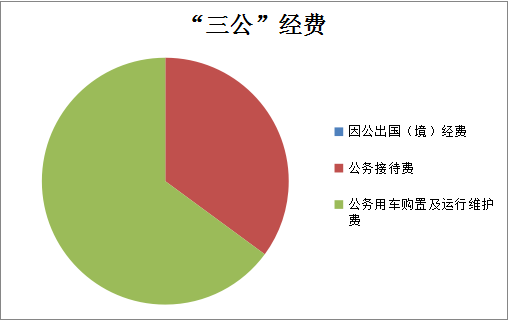 “三公”经费
因公出国（境）经费
公务接待费
公务用车购置及运行维护
费